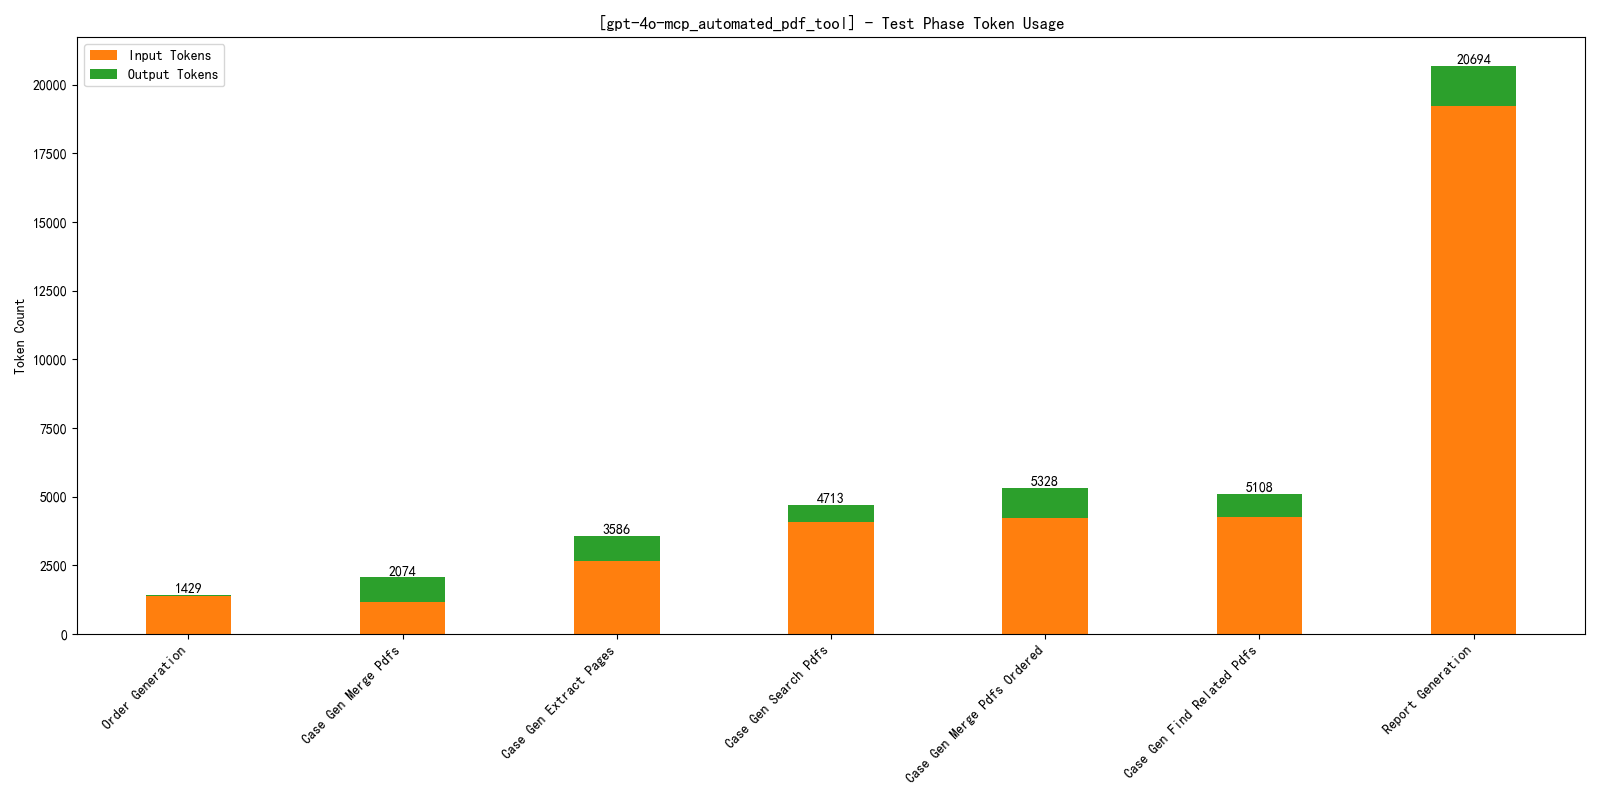 [gpt-4o-mcp_automated_pdf_tool] - Test Phase Token Usage
Input Tokens
Output Tokens
Token Count
20000
17500
15000
12500
10000
7500
5000
2500
0
1429
2074
3586
4713
5328
5108
20694
Order Generation
Case Gen Merge Pdfs
Case Gen Extract Pages
Case Gen Search Pdfs
Case Gen Merge Pdfs Ordered
Case Gen Find Related Pdfs
Report Generation